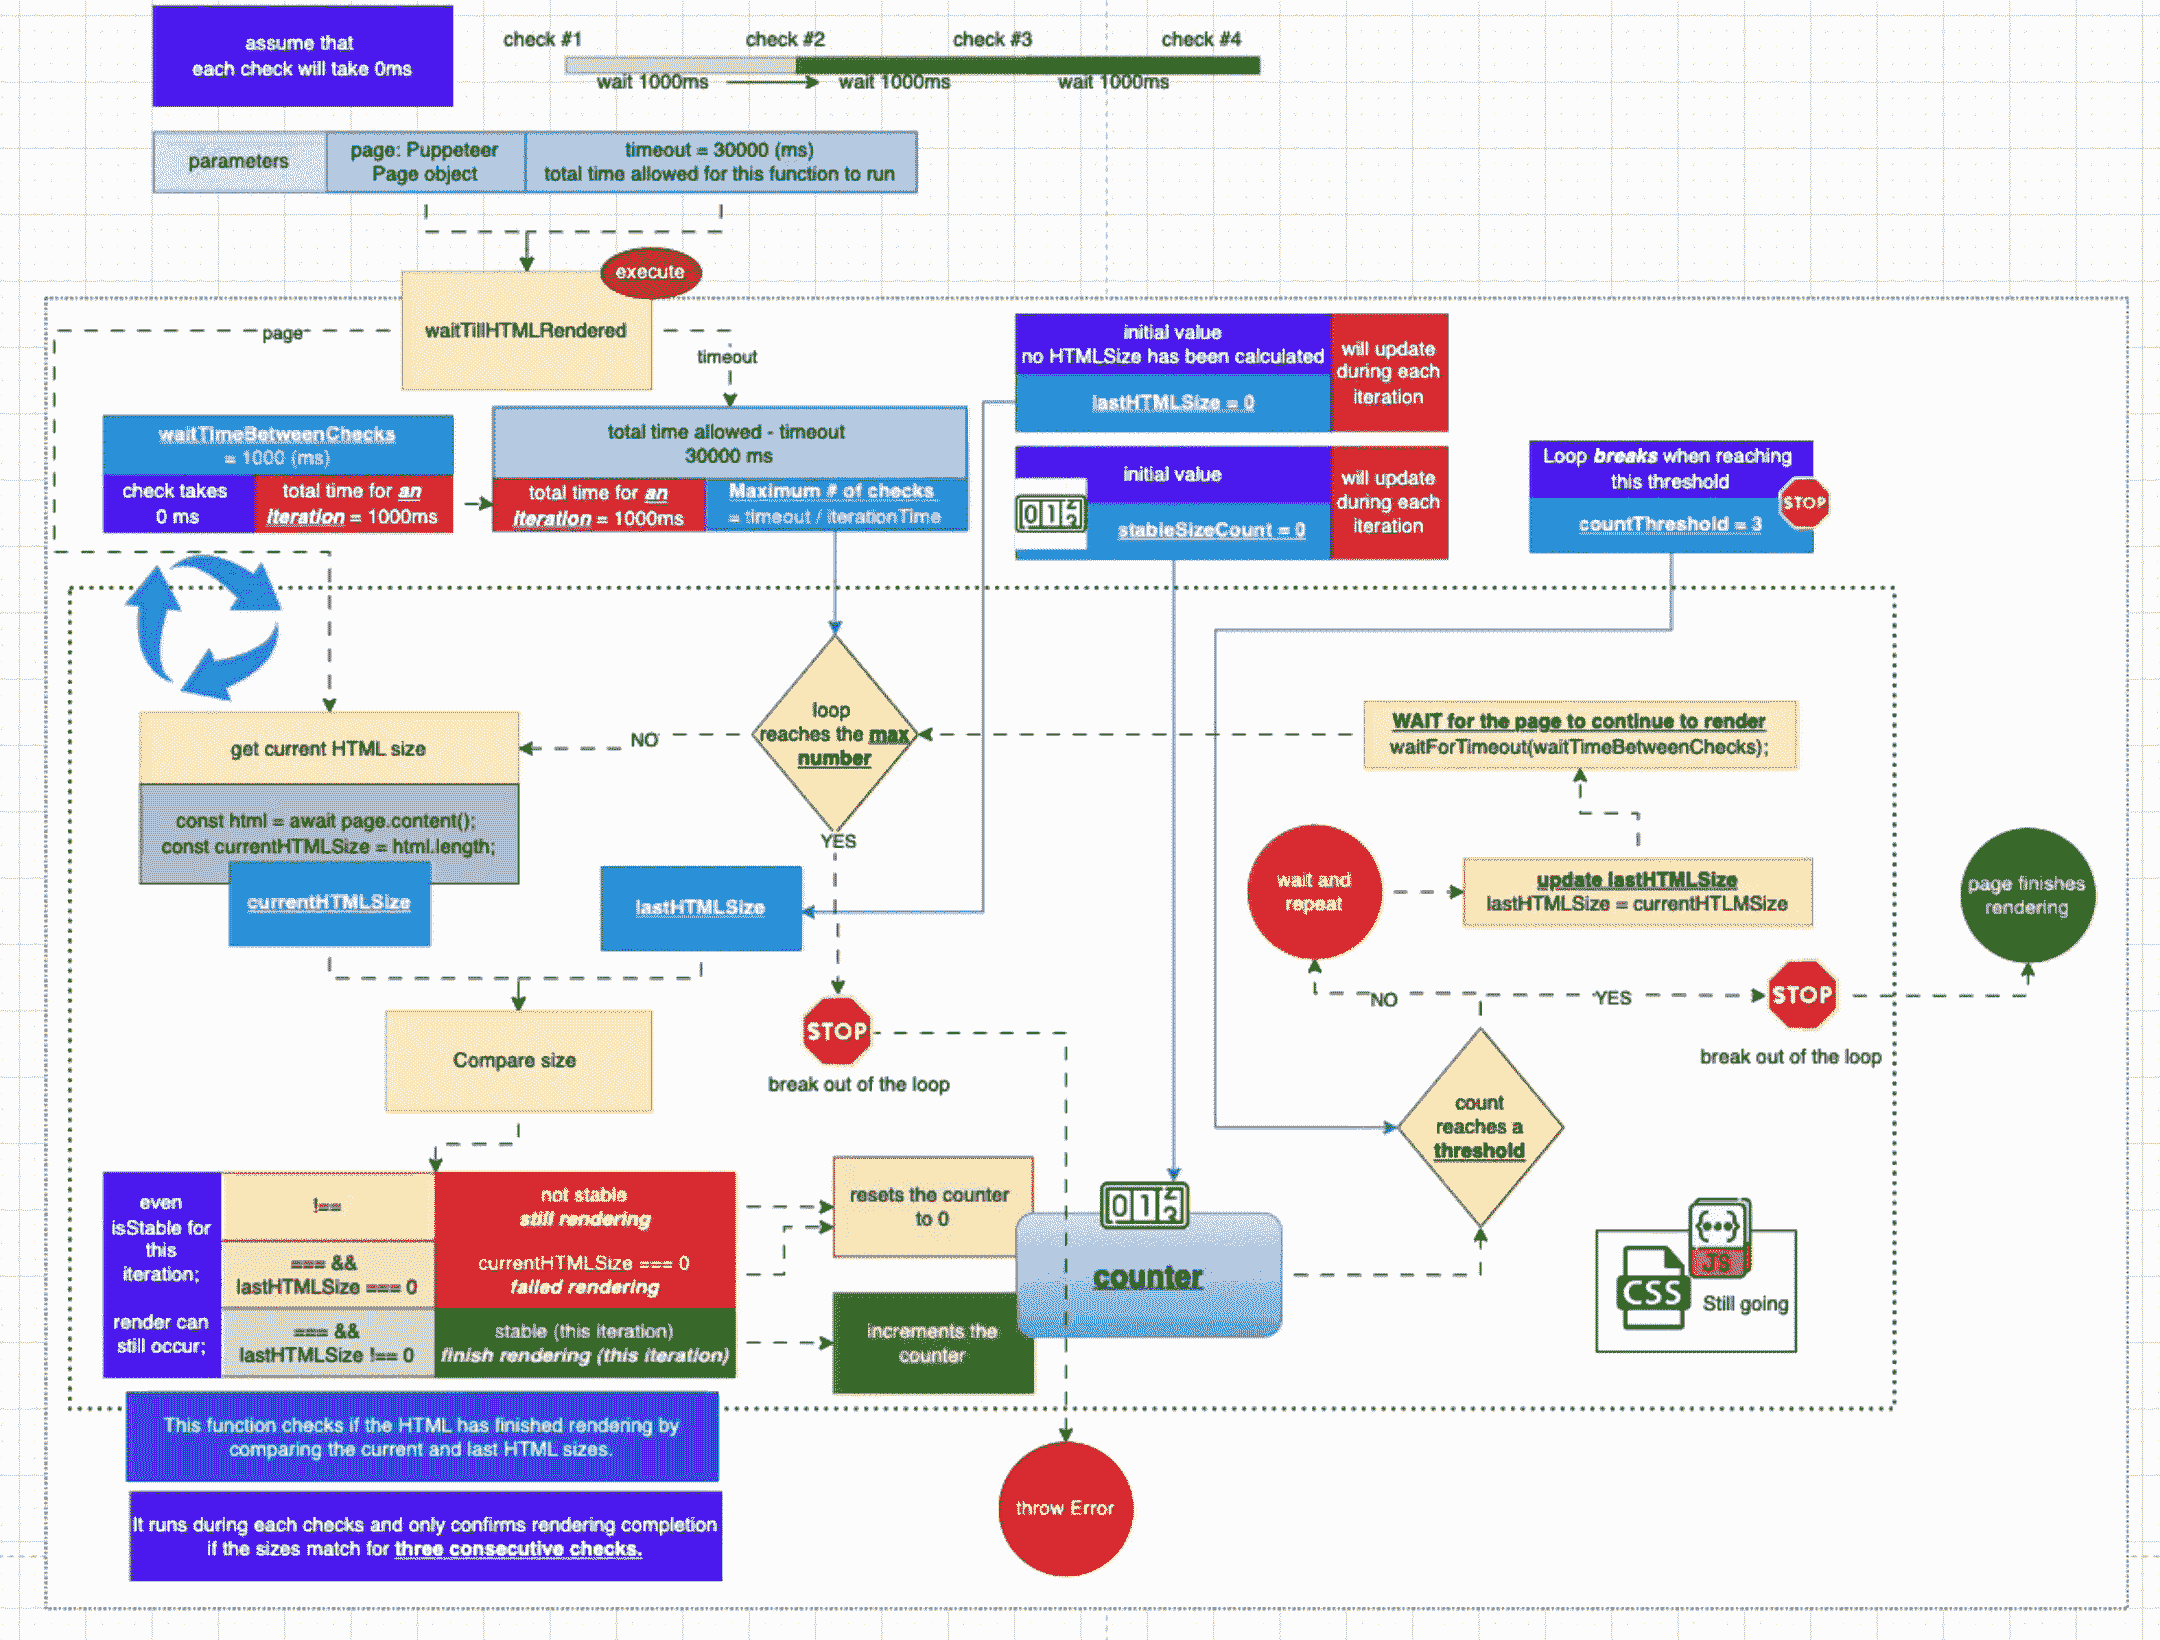 assume that
each check will take 0ms
check #1
check #2
check #3
check #4
wait 1000ms
wait 1000ms
wait 1000ms
parameters
page: Puppeteer
Page object
timeout = 30000 (ms)
total time allowed for this function to run
execute
waitTillHTMLRendered
page
timeout
initial value
no HTMLSize has been calculated
lastHTMLSize = 0
will update
during each
iteration
waitTimeBetweenChecks
= 1000 (ms)
check takes
0 ms
total time for an
iteration = 1000ms
total time allowed - timeout
30000 ms
total time for an
iteration = 1000ms
Maximum # of checks
= timeout / iterationTime
initial value
stableSizeCount = 0
will update
during each
iteration
Loop breaks when reaching
this threshold
STOP
countThreshold = 3
loop
reaches the max
number
NO
YES
get current HTML size
const html = await page.content();
const currentHTMLSize = html.length;
currentHTMLSize
lastHTMLSize
WAIT for the page to continue to render
waitForTimeout(waitTimeBetweenChecks);
wait and
repeat
update lastHTMLSize
lastHTMLSize = currentHTLMSize
page finishes
rendering
NO
YES
STOP
break out of the loop
STOP
break out of the loop
Compare size
count
reaches a
threshold
even
isStable for
this
iteration;
render can
still occur;
!==
not stable
still rendering
=== &&
lastHTMLSize === 0
currentHTMLSize === 0
failed rendering
=== &&
lastHTMLSize !== 0
stable (this iteration)
finish rendering (this iteration)
resets the counter
to 0
increments the
counter
counter
{...}
JS
CSS
Still going
This function checks if the HTML has finished rendering by
comparing the current and last HTML sizes.
It runs during each checks and only confirms rendering completion
if the sizes match for three consecutive checks.
throw Error